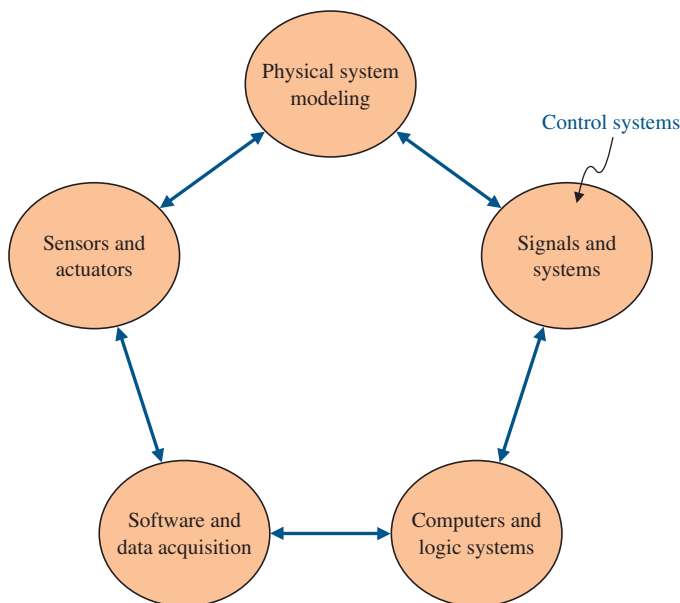 Physical system
modeling
Control systems
Sensors and
actuators
Signals and
systems
Software and
data acquisition
Computers and
logic systems